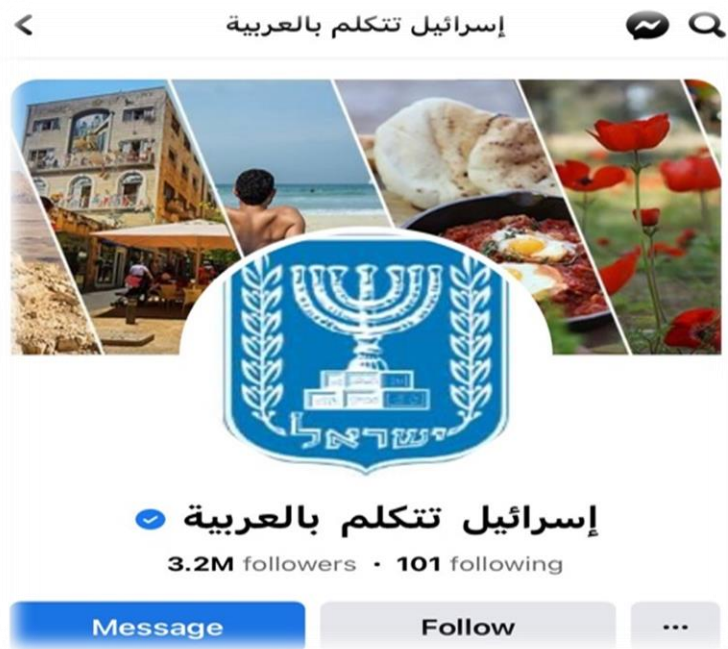 إسرائيل تتكلم بالعربية
ישראל
إسرائيل تتكلم بالعربية
3.2M followers · 101 following
Message
Follow